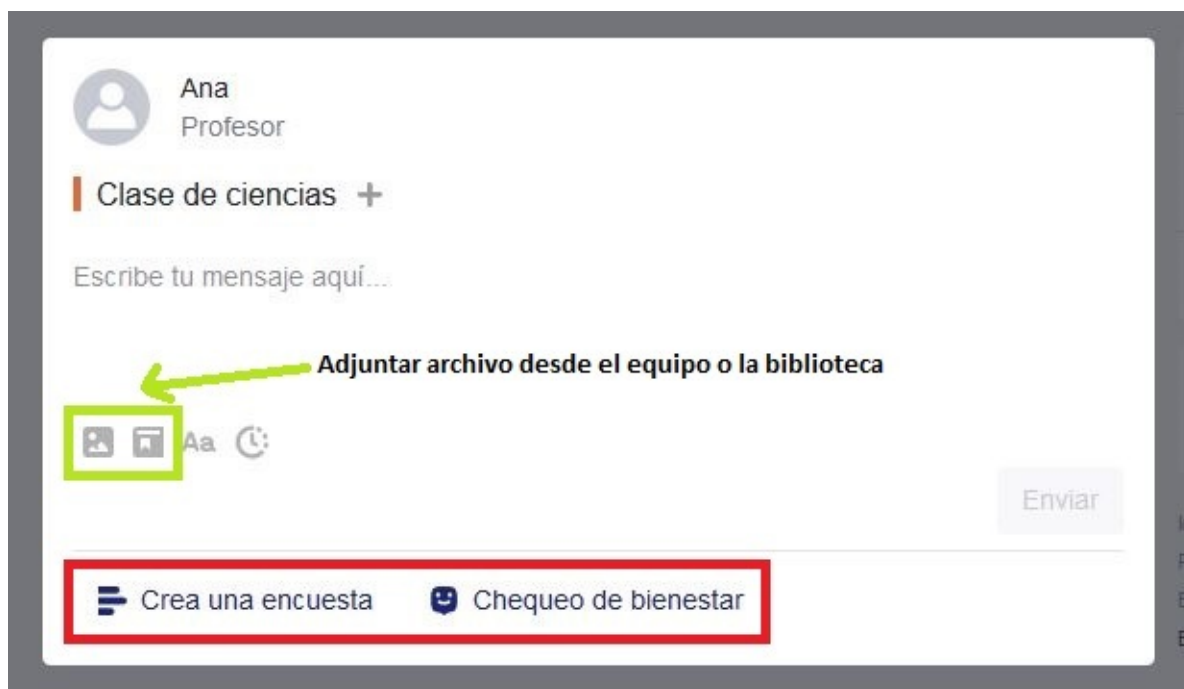 Ana
Profesor
Clase de ciencias +
Escribe tu mensaje aquí...
Adjuntar archivo desde el equipo o la biblioteca
Aa
Enviar
Crea una encuesta
Chequeo de bienestar